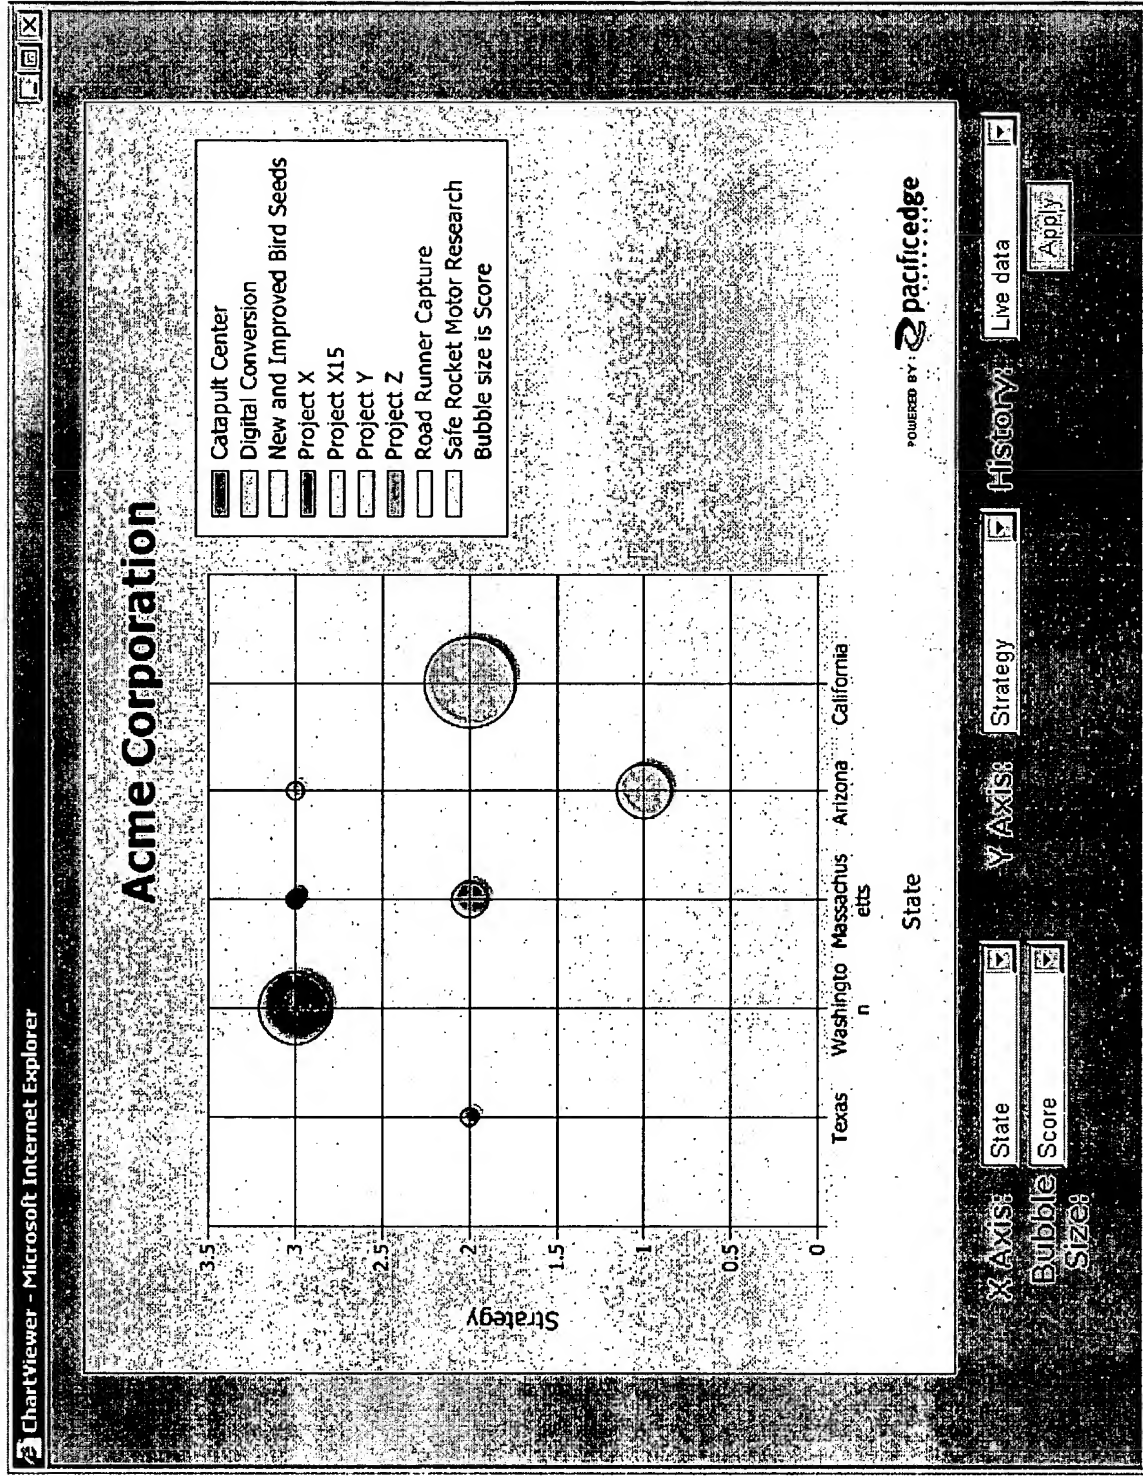 ChartViewer - Microsoft Internet Explorer
Acme Corporation
Catapult Center
Digital Conversion
New and Improved Bird Seeds
Project X
Project X15
Project Y
Project Z
Road Runner Capture
Safe Rocket Motor Research
Bubble size is Score
Strategy
3.5
3
2.5
2
1.5
1
0.5
0
Texas Washingto Massachus Arizona California
n etts
State
POWERED BY: pacificedge
X Axis: State Y Axis: Strategy History: Live data
Bubble Score Apply
Size: